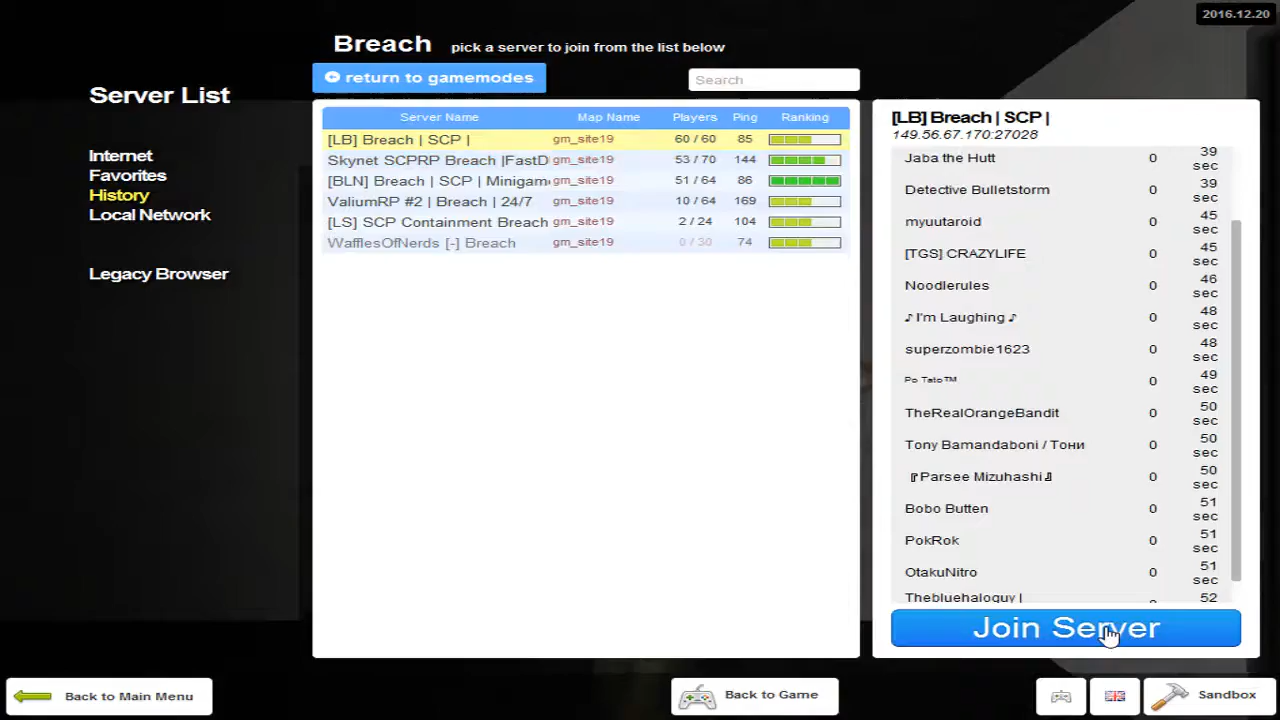 2016.12.20
Breach pick a server to join from the list below
return to gamemodes
Search
Server List
Internet
Favorites
History
Local Network
Legacy Browser
Server Name Map Name Players Ping Ranking
[LB] Breach | SCP | gm_site19 60 / 60 85
Skynet SCPRP Breach |FastD gm_site19 53 / 70 144
[BLN] Breach | SCP | Minigam gm_site19 51 / 64 86
ValiumRP #2 | Breach | 24/7 gm_site19 10 / 64 169
[LS] SCP Containment Breach gm_site19 2 / 24 104
WafflesOfNerds [-] Breach gm_site19 0 / 30 74
[LB] Breach | SCP |
149.56.67.170:27028
Jaba the Hutt 0 39 sec
Detective Bulletstorm 0 39 sec
myuutaroid 0 45 sec
[TGS] CRAZYLIFE 0 45 sec
Noodlerules 0 46 sec
♪ I'm Laughing ♪ 0 48 sec
superzombie1623 0 48 sec
Po Tato™ 0 49 sec
TheRealOrangeBandit 0 50 sec
Tony Bamandaboni / Тони 0 50 sec
『Parsee Mizuhashi』 0 50 sec
Bobo Butten 0 51 sec
PokRok 0 51 sec
OtakuNitro 0 51 sec
Thebluehaloguy | 0 52
Join Server
Back to Main Menu
Back to Game
Sandbox